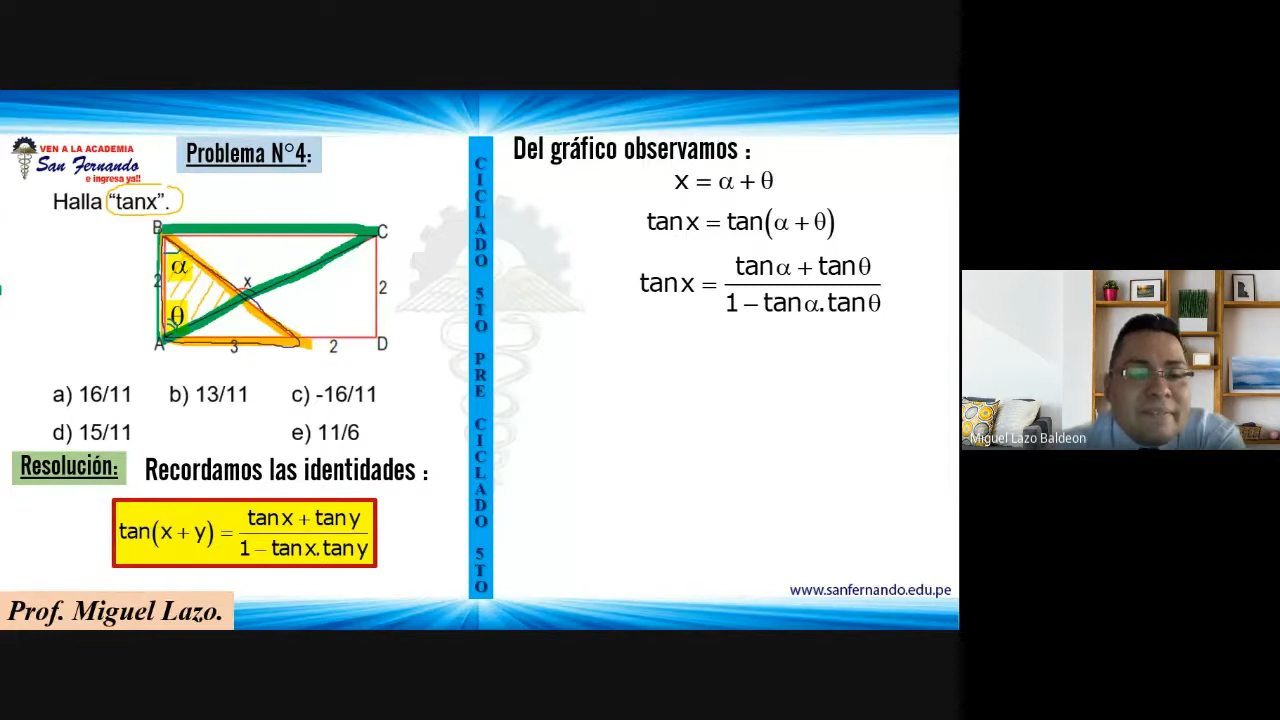 VEN A LA ACADEMIA
San Fernando
e ingresa ya!!
Problema N°4:
Halla “tanx”.
B
C
α
x
2
2
θ
A
3
2
D
a) 16/11 b) 13/11 c) -16/11
d) 15/11 e) 11/6
Resolución: Recordamos las identidades :
tan(x + y) = (tanx + tany) / (1 − tanx.tany)
Prof. Miguel Lazo.
CICLADO 5TO PRE CICLADO 5TO
Del gráfico observamos :
x = α + θ
tanx = tan(α + θ)
tanx = (tanα + tanθ) / (1 − tanα.tanθ)
www.sanfernando.edu.pe
Miguel Lazo Baldeon